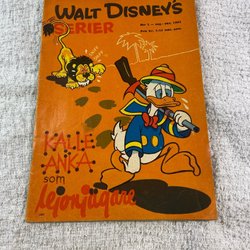 WALT DISNEY'S
SERIER
KALLE
ANKA
som
lejonjägare